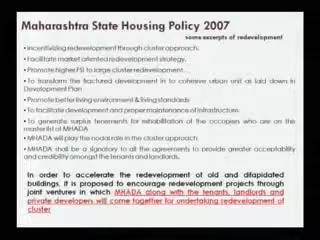 Maharashtra State Housing Policy 2007
some excerpts of redevelopment
• Incentivizing redevelopment through cluster approach.
• Facilitate market oriented redevelopment strategy.
• Promote higher FSI to large cluster redevelopment...
• To transform the fractured development in to cohesive urban unit as laid down in
Development Plan
• Promote better living environment & living standards
• To facilitate development and proper maintenance of infrastructure.
• To generate surplus tenements for rehabilitation of the occupiers who are on the
master list of MHADA
• MHADA will play the nodal role in the cluster approach
• MHADA shall be a signatory to all the agreements to provide greater acceptability
and credibility amongst the tenants and landlords.
In order to accelerate the redevelopment of old and dilapidated
buildings, it is proposed to encourage redevelopment projects through
joint ventures in which MHADA along with the tenants, landlords and
private developers will come together for undertaking redevelopment of
cluster